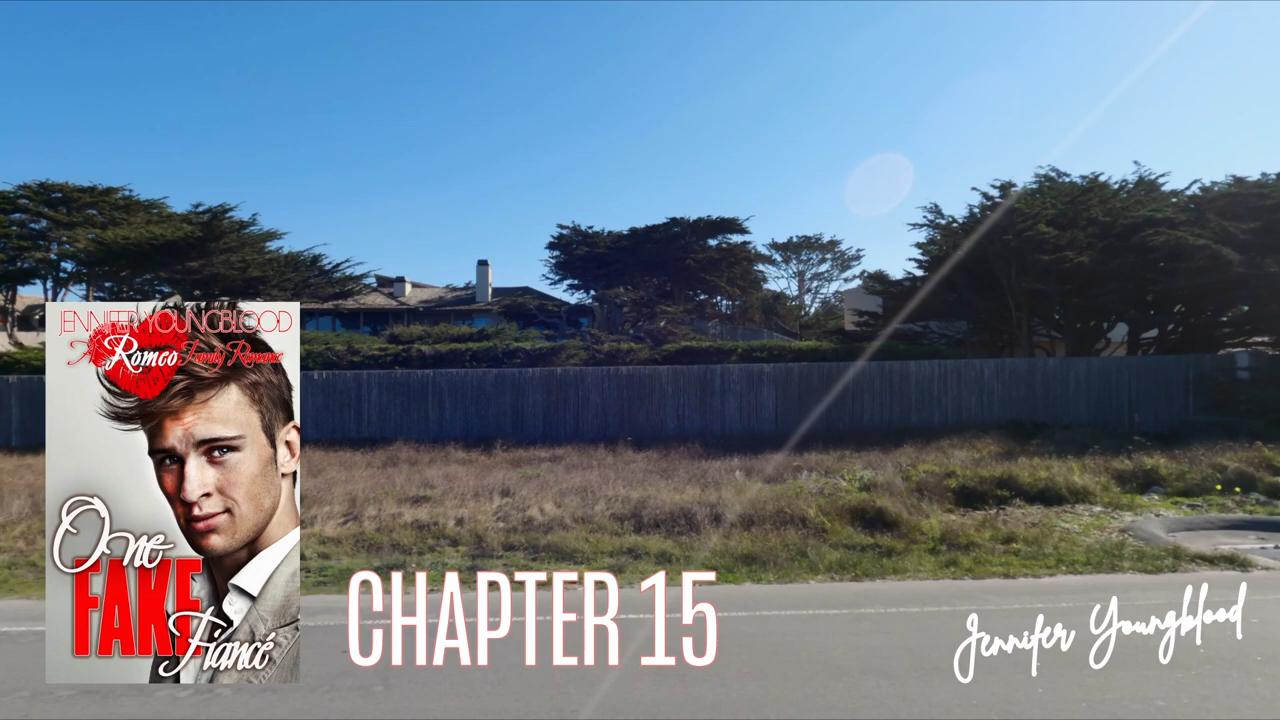 JENNIFER YOUNGBLOOD
A Romeo Family Romance
One
FAKE
Fiancé
CHAPTER 15
Jennifer Youngblood